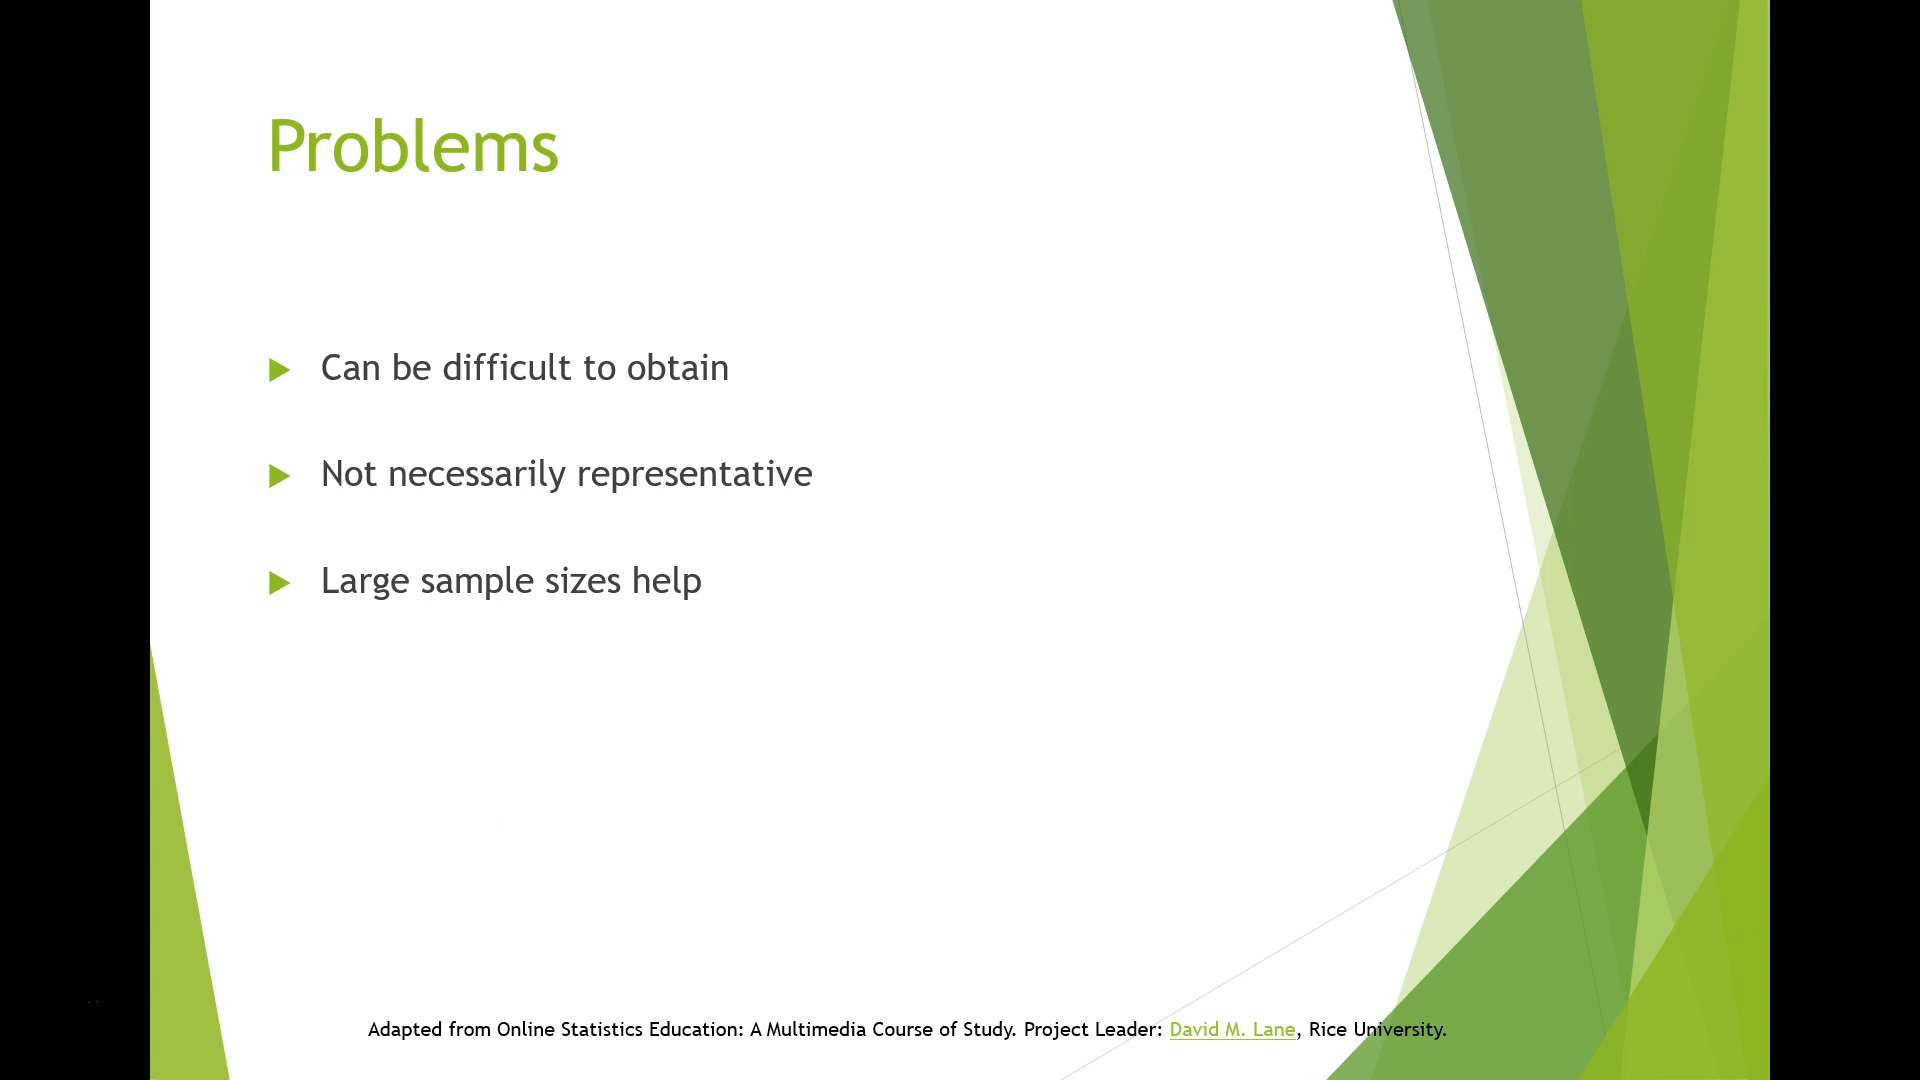 Problems
Can be difficult to obtain
Not necessarily representative
Large sample sizes help
Adapted from Online Statistics Education: A Multimedia Course of Study. Project Leader: David M. Lane, Rice University.